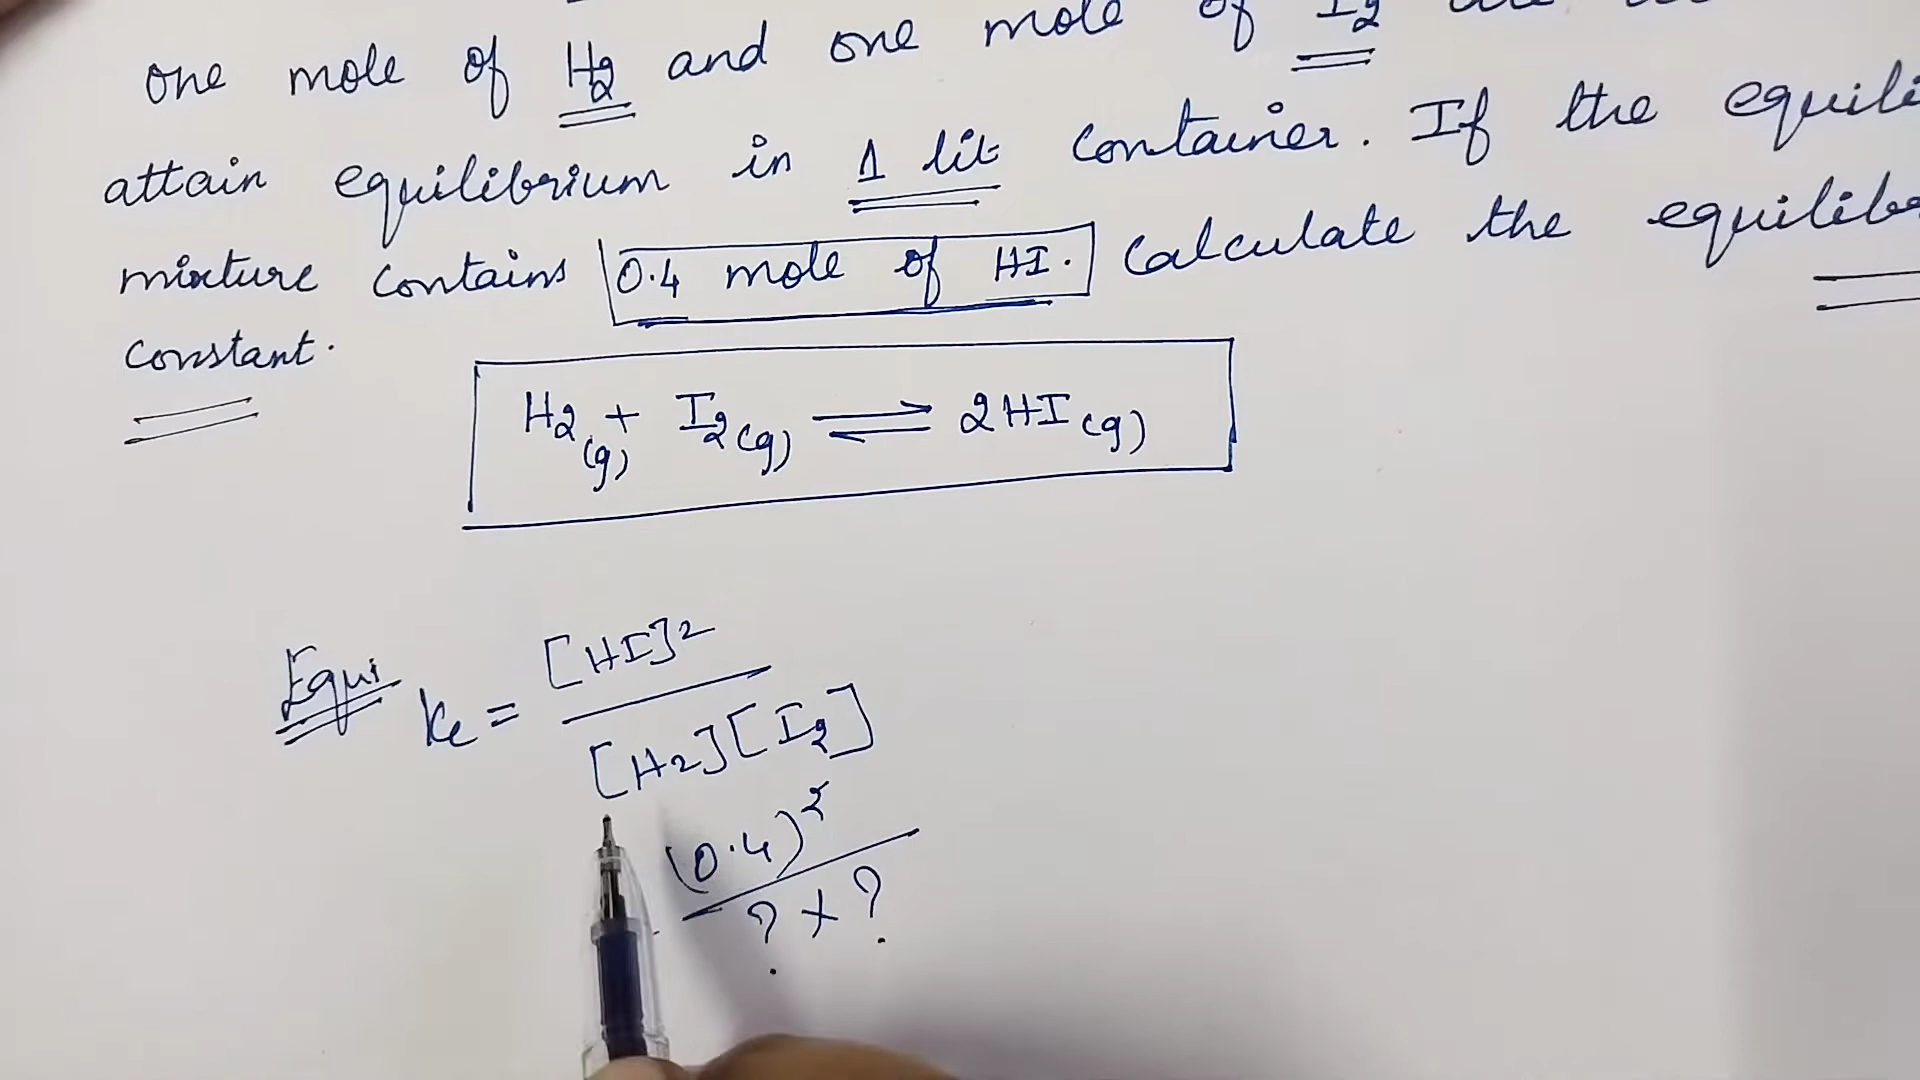 one mole of H₂ and one mole of I₂
attain equilibrium in 1 lit container. If the equili
mixture contains 0.4 mole of HI. Calculate the equilib
constant.
H₂(g) + I₂(g) ⇌ 2HI(g)
Equi Kc = [HI]² / [H₂][I₂]
(0.4)² / ? × ?